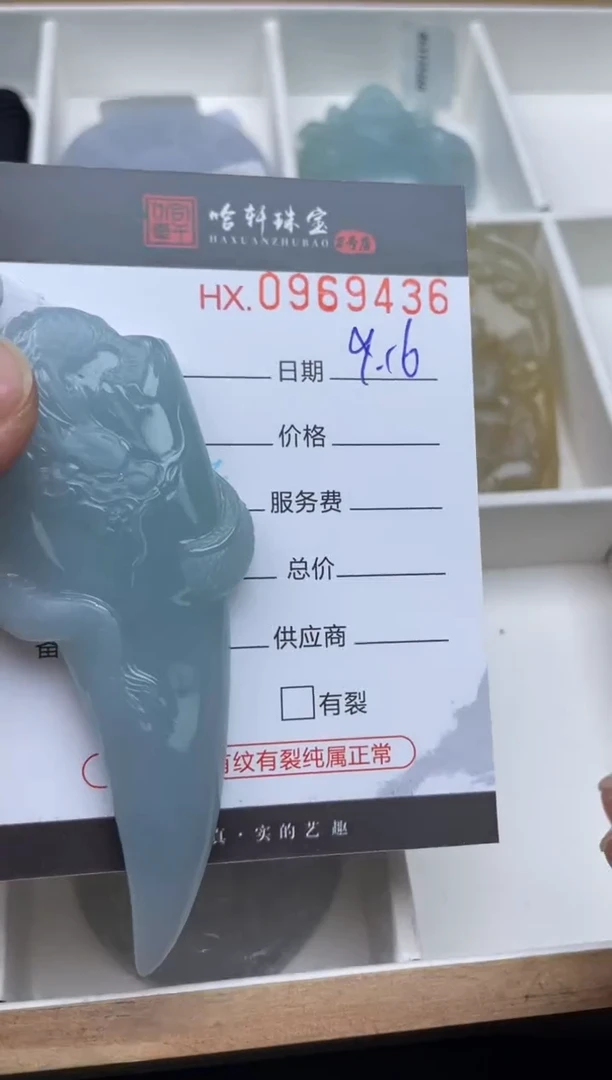 哈轩珠宝
HAXUANZHUBAO
HX.0969436
日期 4.16
价格
服务费
总价
供应商
有裂
有纹有裂纯属正常
真·实的艺趣